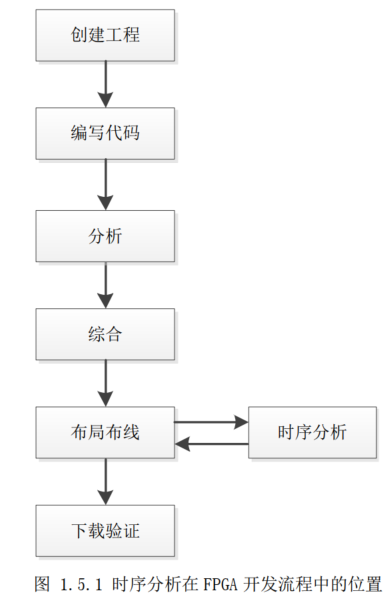 创建工程
编写代码
分析
综合
布局布线
时序分析
下载验证
图 1.5.1 时序分析在 FPGA 开发流程中的位置